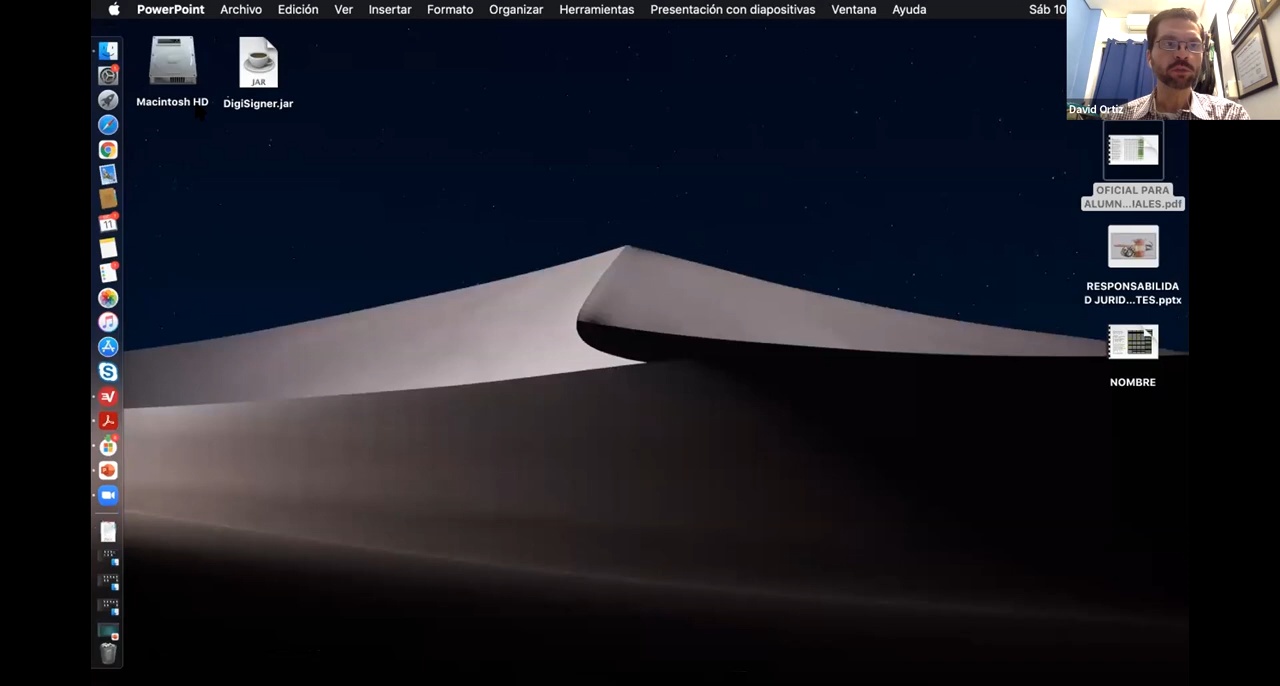 PowerPoint Archivo Edición Ver Insertar Formato Organizar Herramientas Presentación con diapositivas Ventana Ayuda Sáb 10
David Ortiz
Macintosh HD
JAR
DigiSigner.jar
OFICIAL PARA
ALUMN...IALES.pdf
RESPONSABILIDA
D JURID...TES.pptx
NOMBRE
11